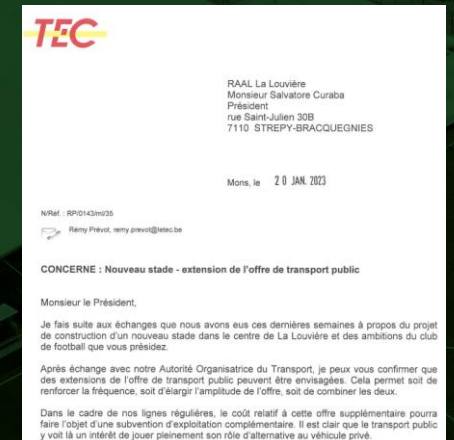 TEC
RAAL La Louvière
Monsieur Salvatore Curaba
Président
rue Saint-Julien 30B
7110 STREPY-BRACQUEGNIES
Mons, le 20 JAN. 2023
N/Réf. : RP/0143/ml/35
Rémy Prévot, remy.prevot@letec.be
CONCERNE : Nouveau stade - extension de l'offre de transport public
Monsieur le Président,
Je fais suite aux échanges que nous avons eus ces dernières semaines à propos du projet
de construction d'un nouveau stade dans le centre de La Louvière et des ambitions du club
de football que vous présidez.
Après échange avec notre Autorité Organisatrice du Transport, je peux vous confirmer que
des extensions de l'offre de transport public peuvent être envisagées. Cela permet soit de
renforcer la fréquence, soit d'élargir l'amplitude de l'offre, soit de combiner les deux.
Dans le cadre de nos lignes régulières, le coût relatif à cette offre supplémentaire pourra
faire l'objet d'une subvention d'exploitation complémentaire. Il est clair que le transport public
y voit là un intérêt de jouer pleinement son rôle d'alternative au véhicule privé.